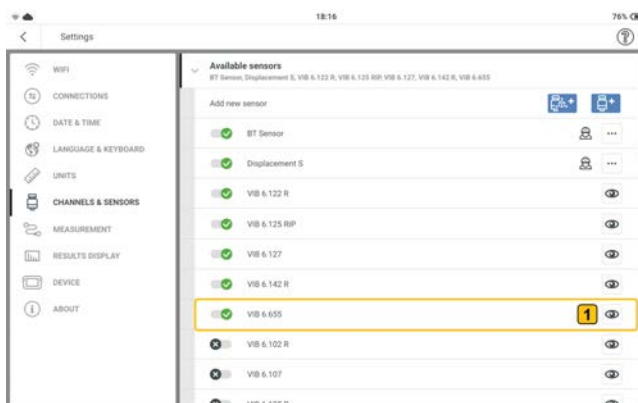 18:16
76%
Settings
WIFI
CONNECTIONS
DATE & TIME
LANGUAGE & KEYBOARD
UNITS
CHANNELS & SENSORS
MEASUREMENT
RESULTS DISPLAY
DEVICE
ABOUT
Available sensors
BT Sensor, Displacement S, VIB 6.122 R, VIB 6.125 RIP, VIB 6.127, VIB 6.142 R, VIB 6.655
Add new sensor
BT Sensor
Displacement S
VIB 6.122 R
VIB 6.125 RIP
VIB 6.127
VIB 6.142 R
VIB 6.655
1
VIB 6.102 R
VIB 6.107